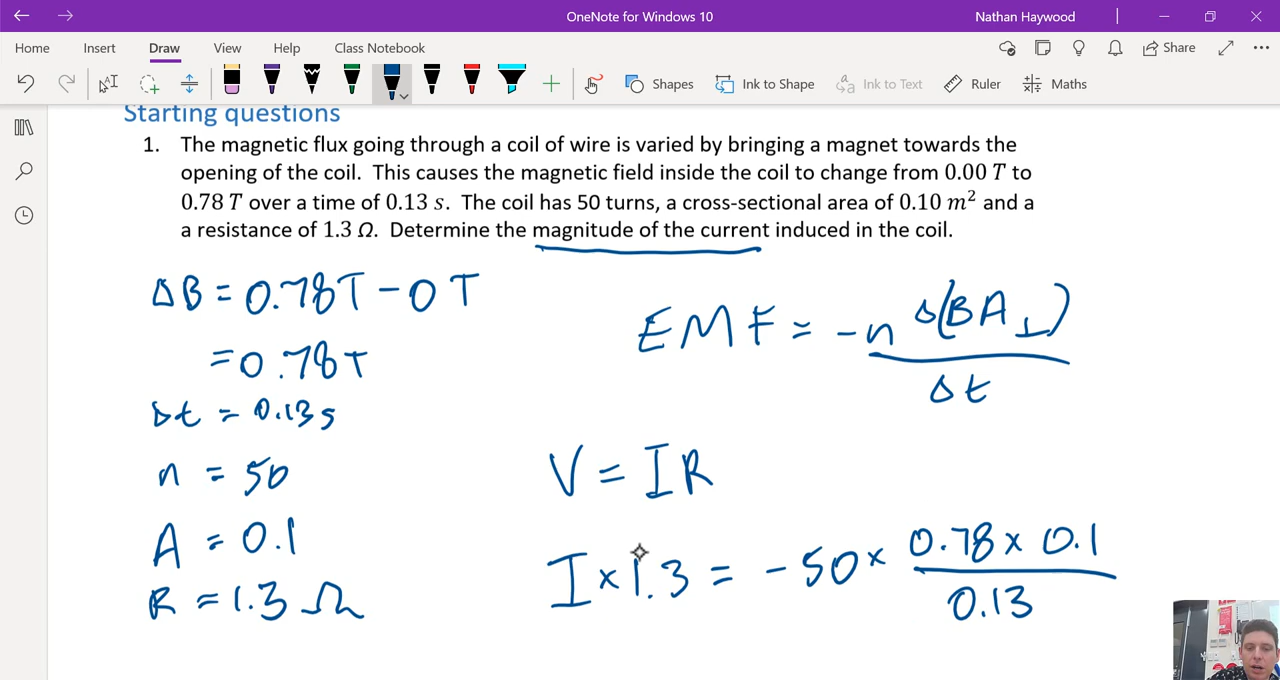 OneNote for Windows 10
Nathan Haywood
Home Insert Draw View Help Class Notebook Share
Shapes Ink to Shape Ink to Text Ruler Maths
Starting questions
1. The magnetic flux going through a coil of wire is varied by bringing a magnet towards the
opening of the coil. This causes the magnetic field inside the coil to change from 0.00 T to
0.78 T over a time of 0.13 s. The coil has 50 turns, a cross-sectional area of 0.10 m² and a
a resistance of 1.3 Ω. Determine the magnitude of the current induced in the coil.
ΔB = 0.78T - 0 T
= 0.78T
Δt = 0.13 s
n = 50
A = 0.1
R = 1.3 Ω
EMF = -n Δ(BA⊥) / Δt
V = IR
I × 1.3 = -50 × 0.78 × 0.1 / 0.13